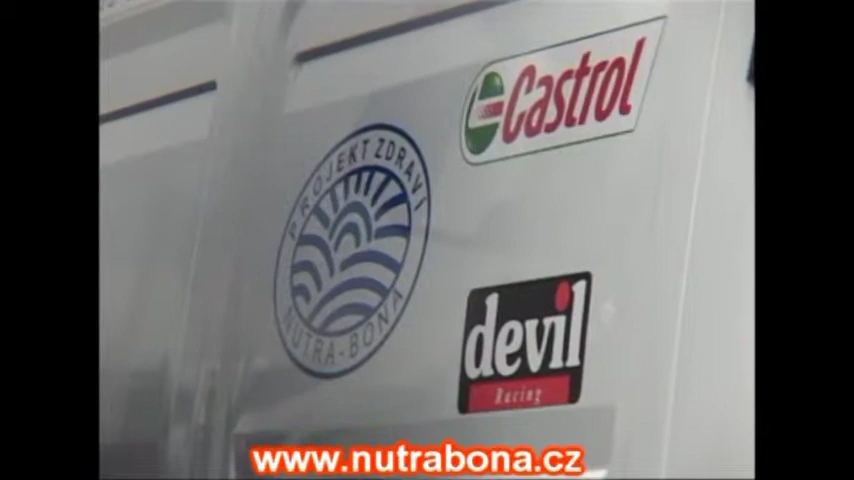 Castrol
PROJEKT ZDRAVÍ
NUTRA-BONA
devil
Racing
www.nutrabona.cz